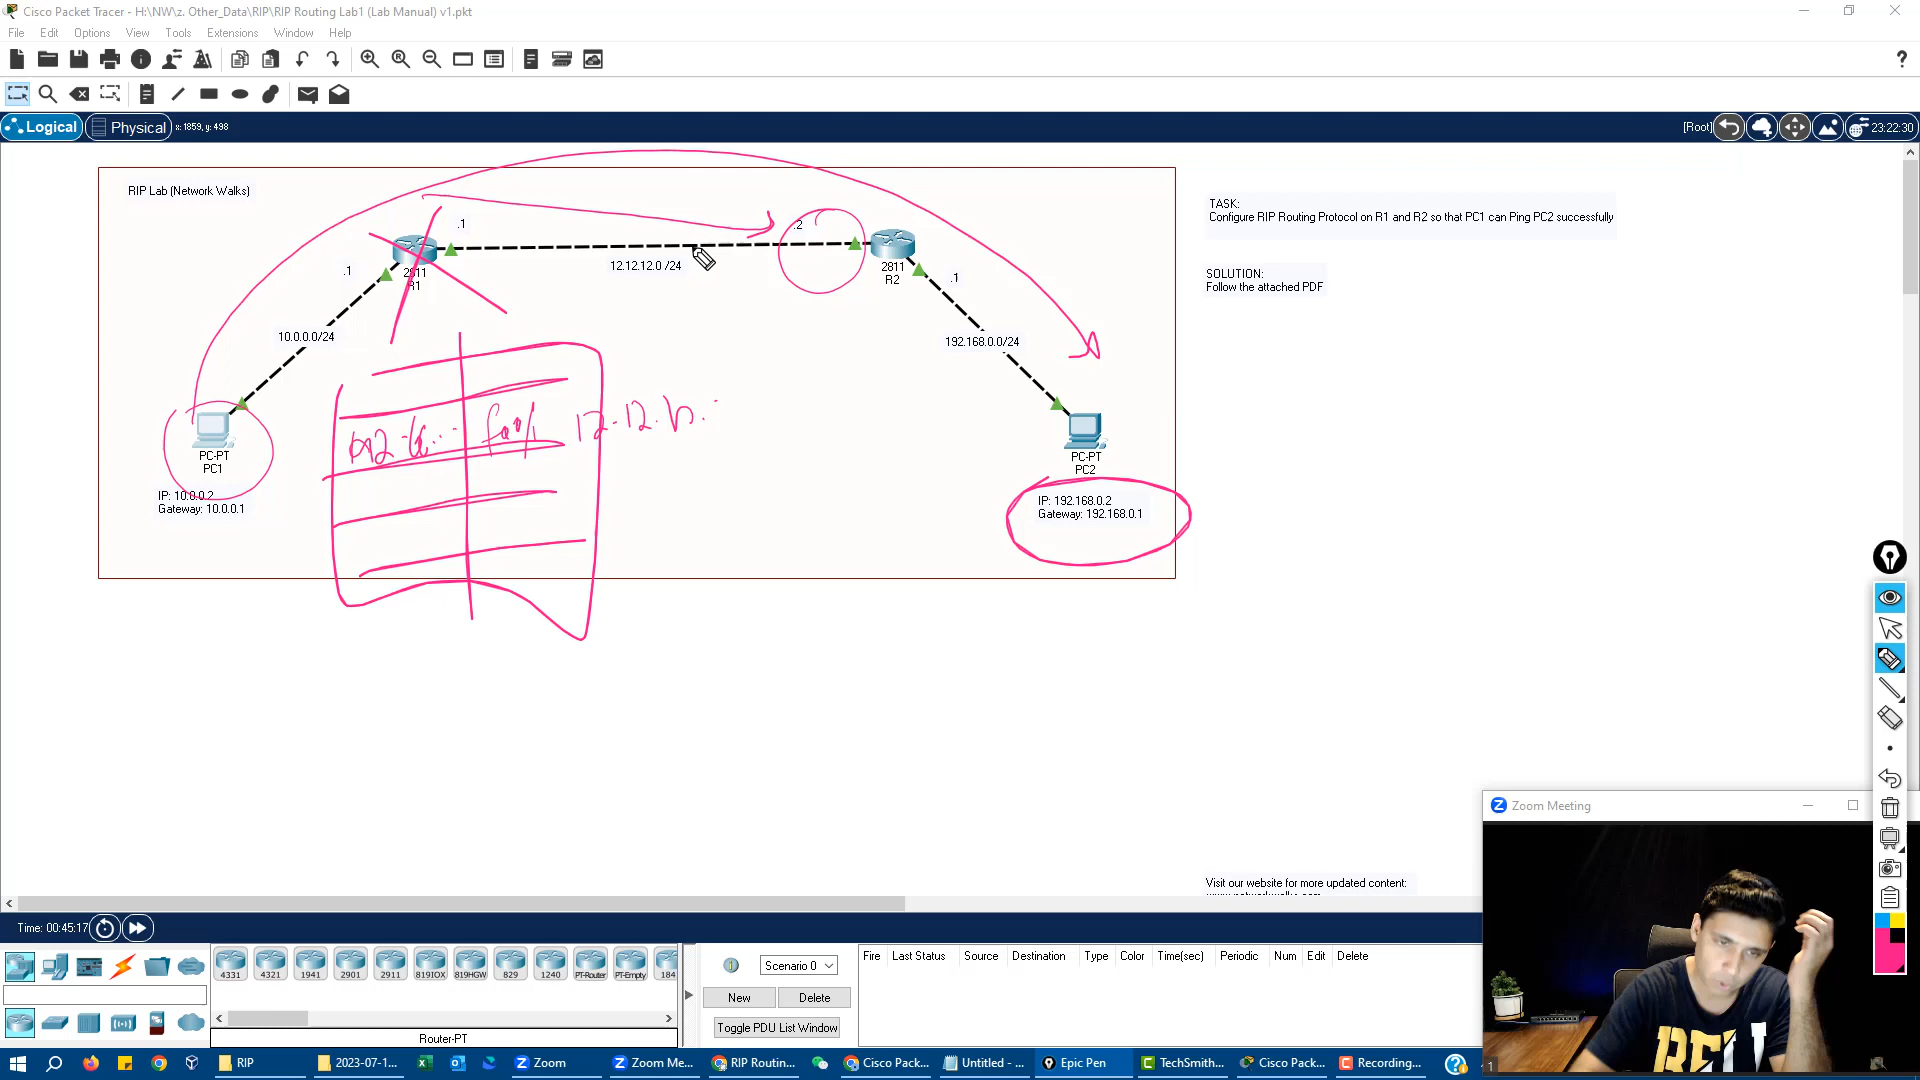 Cisco Packet Tracer - H:\NW\z. Other_Data\RIP\RIP Routing Lab1 (Lab Manual) v1.pkt
File Edit Options View Tools Extensions Window Help
Logical Physical x: 1859, y: 498 [Root] 23:22:30
RIP Lab (Network Walks)
TASK:
Configure RIP Routing Protocol on R1 and R2 so that PC1 can Ping PC2 successfully
.1 .2
12.12.12.0 /24
.1
2811
R1
2811
R2
.1
SOLUTION:
Follow the attached PDF
10.0.0.0/24
192.168.0.0/24
12.12.
PC-PT
PC1
PC-PT
PC2
IP: 10.0.0.2
Gateway: 10.0.0.1
IP: 192.168.0.2
Gateway: 192.168.0.1
Zoom Meeting
Visit our website for more updated content:
Time: 00:45:17
4331 4321 1941 2901 2911 819IOX 819HGW 829 1240 PT-Router PT-Empty 184
Router-PT
Scenario 0
New Delete
Toggle PDU List Window
Fire Last Status Source Destination Type Color Time(sec) Periodic Num Edit Delete
1
RIP 2023-07-1... Zoom Zoom Me... RIP Routin... Cisco Pack... Untitled - ... Epic Pen TechSmith... Cisco Pack... Recording...